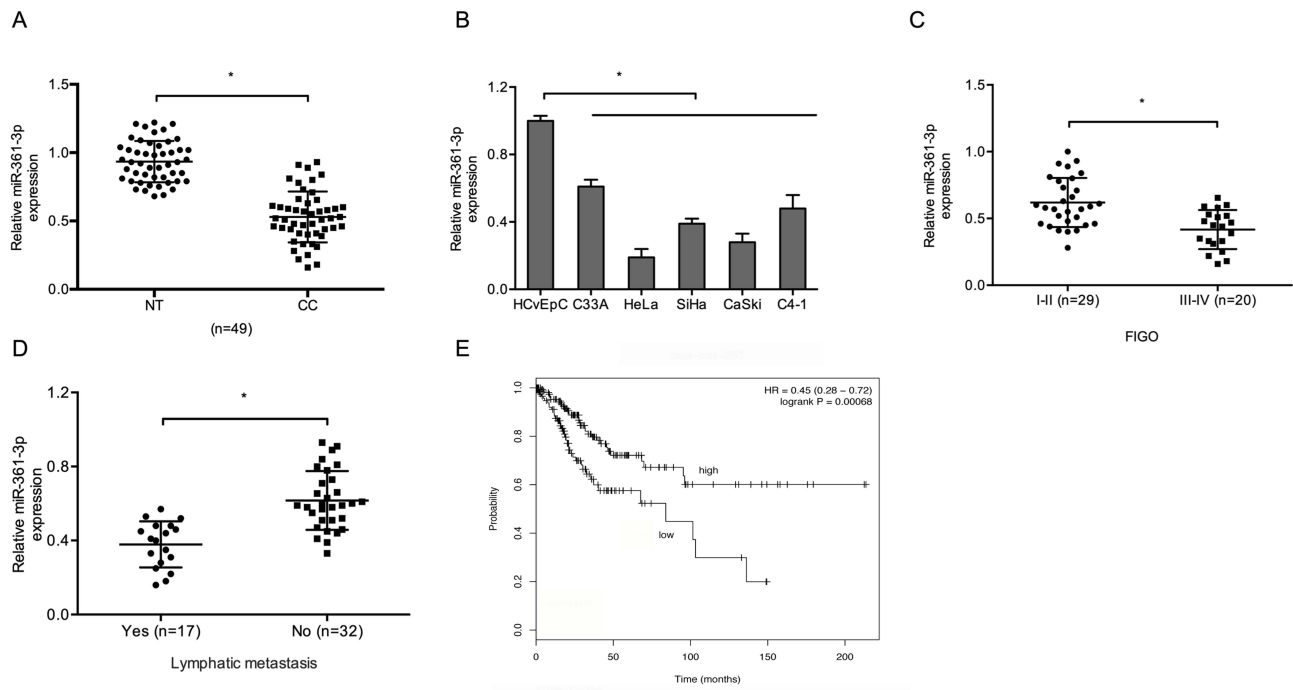 A
B
C
*
1.5
1.0
0.5
0.0
Relative miR-361-3p
expression
NT
CC
(n=49)
*
1.2
0.8
0.4
0.0
Relative miR-361-3p
expression
HCvEpC
C33A
HeLa
SiHa
CaSki
C4-1
*
1.5
1.0
0.5
0.0
Relative miR-361-3p
expression
I-II (n=29)
III-IV (n=20)
FIGO
D
E
*
1.2
0.8
0.4
0.0
Relative miR-361-3p
expression
Yes (n=17)
No (n=32)
Lymphatic metastasis
HR = 0.45 (0.28 − 0.72)
logrank P = 0.00068
1.0
0.8
0.6
0.4
0.2
0.0
Probability
high
low
0
50
100
150
200
Time (months)